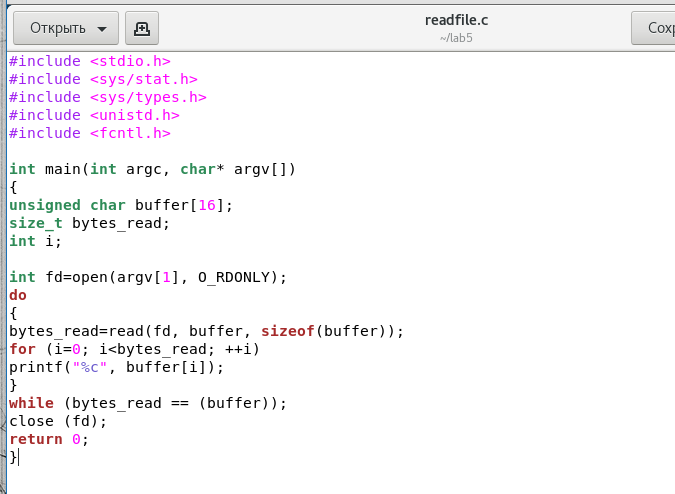 Открыть
readfile.c
~/lab5
#include <stdio.h>
#include <sys/stat.h>
#include <sys/types.h>
#include <unistd.h>
#include <fcntl.h>
int main(int argc, char* argv[])
{
unsigned char buffer[16];
size_t bytes_read;
int i;
int fd=open(argv[1], O_RDONLY);
do
{
bytes_read=read(fd, buffer, sizeof(buffer));
for (i=0; i<bytes_read; ++i)
printf("%c", buffer[i]);
}
while (bytes_read == (buffer));
close (fd);
return 0;
}